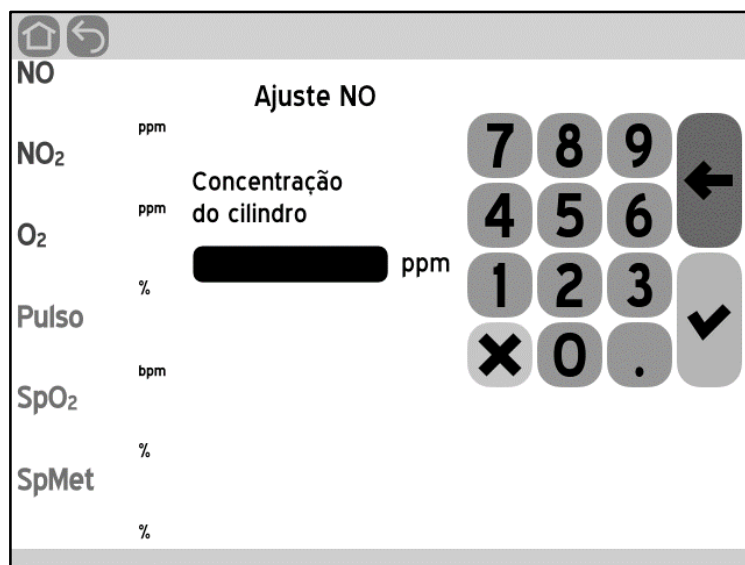 NO
ppm
NO₂
ppm
O₂
%
Pulso
bpm
SpO₂
%
SpMet
%
Ajuste NO
Concentração
do cilindro
ppm
7 8 9
4 5 6
1 2 3
0 .